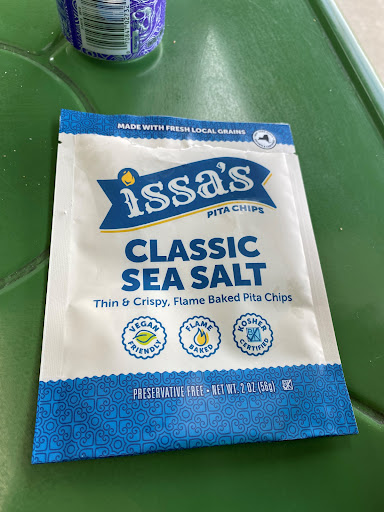 MADE WITH FRESH LOCAL GRAINS
issa's
PITA CHIPS
CLASSIC
SEA SALT
Thin & Crispy, Flame Baked Pita Chips
VEGAN
FRIENDLY
FLAME
BAKED
KOSHER
CERTIFIED
PRESERVATIVE FREE • NET WT. 2 OZ (56g)